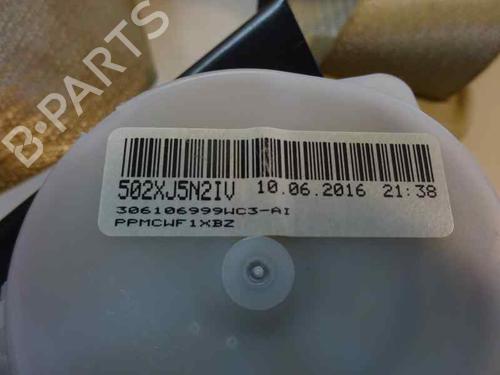 B-PARTS
502XJ5N2IV 10.06.2016 21:38
306106999WC3-AI
PPMCWF1XBZ